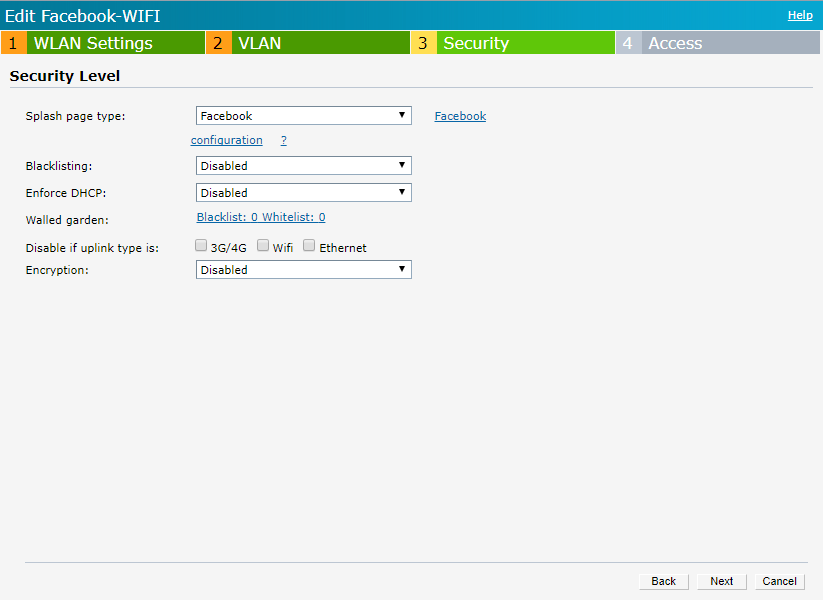 Edit Facebook-WIFI Help
1 WLAN Settings 2 VLAN 3 Security 4 Access
Security Level
Splash page type: Facebook Facebook
configuration ?
Blacklisting: Disabled
Enforce DHCP: Disabled
Walled garden: Blacklist: 0 Whitelist: 0
Disable if uplink type is: 3G/4G Wifi Ethernet
Encryption: Disabled
Back Next Cancel